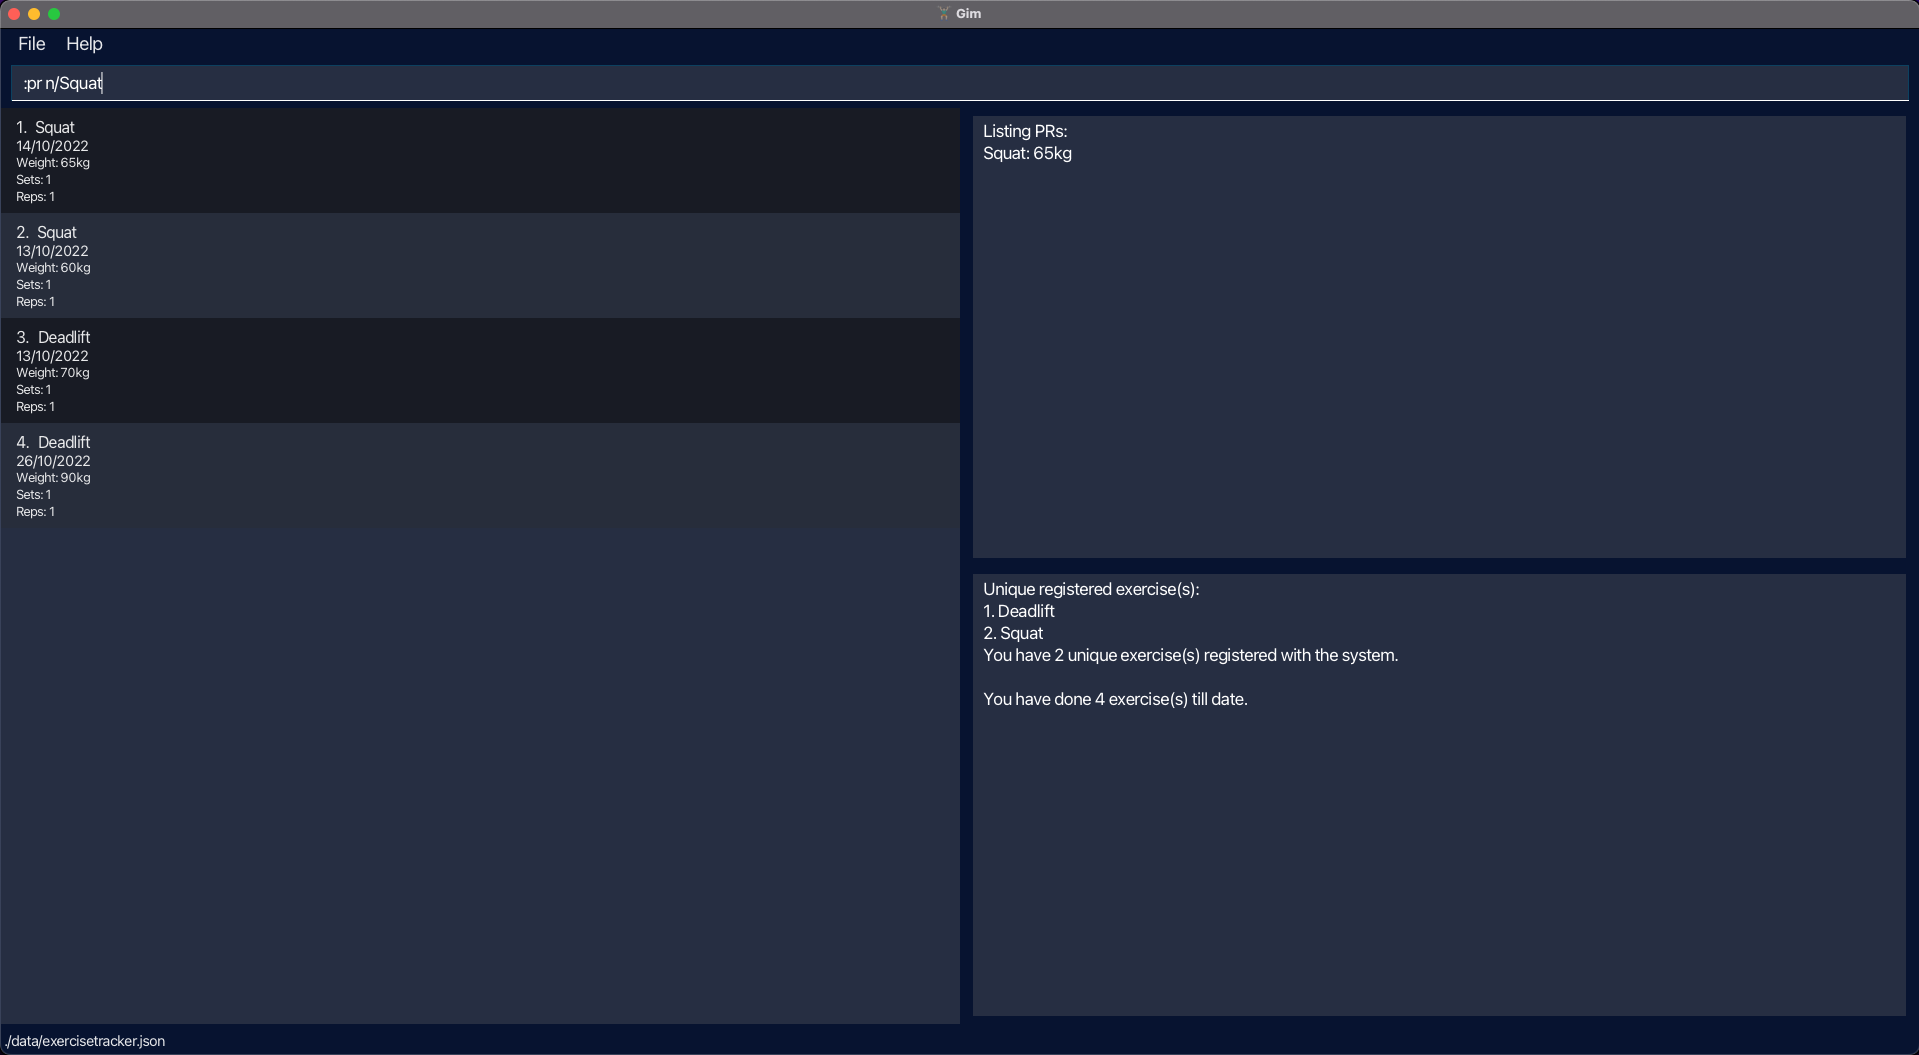 Gim
File Help
:pr n/Squat
1. Squat
14/10/2022
Weight: 65kg
Sets: 1
Reps: 1
2. Squat
13/10/2022
Weight: 60kg
Sets: 1
Reps: 1
3. Deadlift
13/10/2022
Weight: 70kg
Sets: 1
Reps: 1
4. Deadlift
26/10/2022
Weight: 90kg
Sets: 1
Reps: 1
Listing PRs:
Squat: 65kg
Unique registered exercise(s):
1. Deadlift
2. Squat
You have 2 unique exercise(s) registered with the system.
You have done 4 exercise(s) till date.
./data/exercisetracker.json